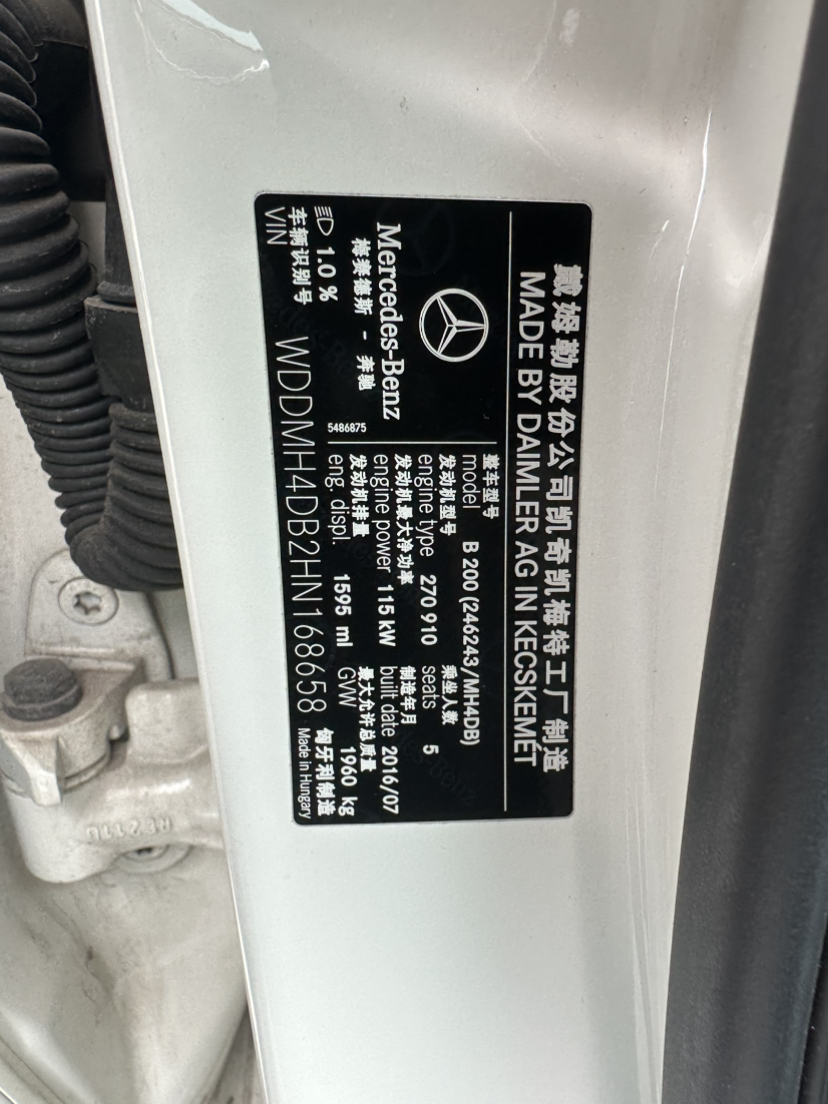 戴姆勒股份公司凯奇凯梅特工厂制造
MADE BY DAIMLER AG IN KECSKEMÉT
Mercedes-Benz
梅赛德斯 - 奔驰
5486875
整车型号
model B 200 (246243/MH4DB)
发动机型号 乘坐人数
engine type 270 910 seats 5
发动机最大净功率 制造年月
engine power 115 kW built date 2016/07
发动机排量 最大允许总质量
eng. displ. 1595 ml GVW 1960 kg
1.0 %
车辆识别号 匈牙利制造
VIN WDDMH4DB2HN168658 Made in Hungary